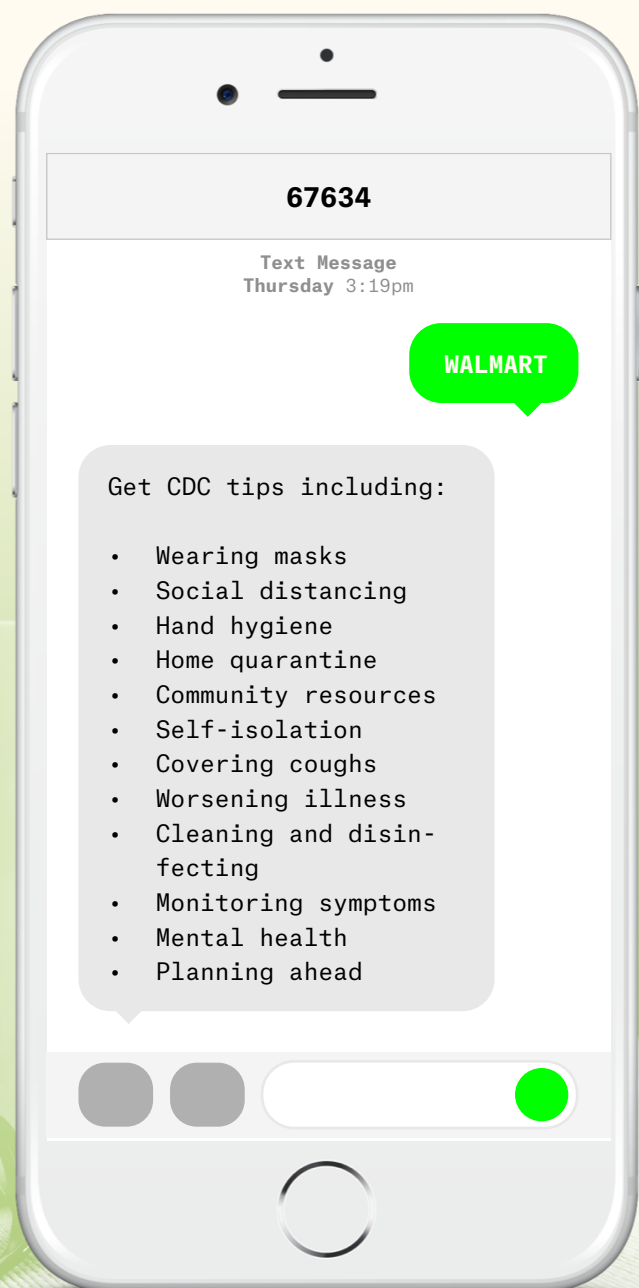 67634
Text Message
Thursday 3:19pm
WALMART
Get CDC tips including:
• Wearing masks
• Social distancing
• Hand hygiene
• Home quarantine
• Community resources
• Self-isolation
• Covering coughs
• Worsening illness
• Cleaning and disin-
fecting
• Monitoring symptoms
• Mental health
• Planning ahead